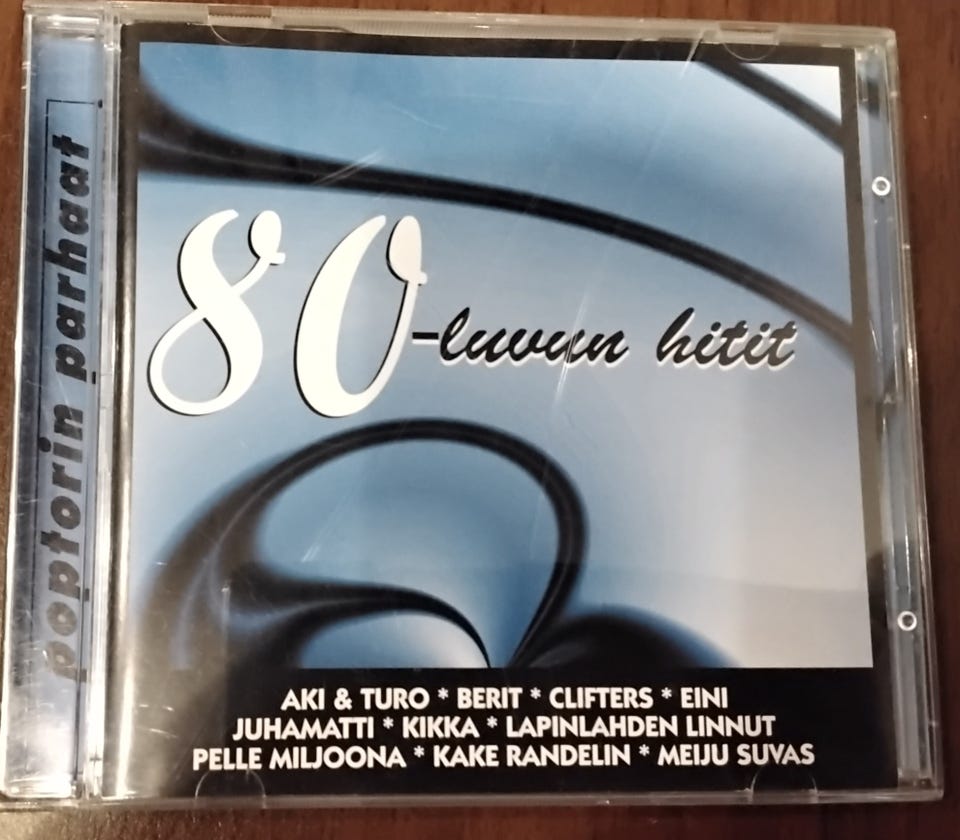 poptorin parhaat
80-luvun hitit
AKI & TURO * BERIT * CLIFTERS * EINI
JUHAMATTI * KIKKA * LAPINLAHDEN LINNUT
PELLE MILJOONA * KAKE RANDELIN * MEIJU SUVAS